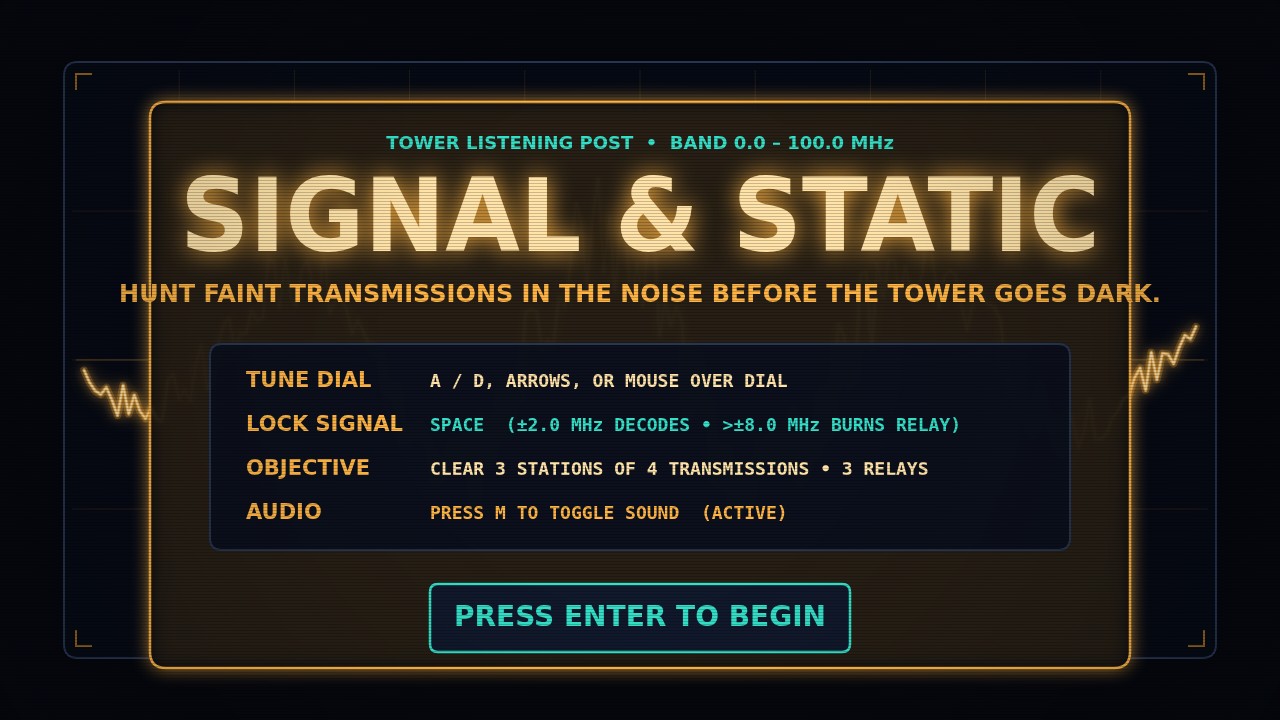 TOWER LISTENING POST • BAND 0.0 – 100.0 MHz
SIGNAL & STATIC
HUNT FAINT TRANSMISSIONS IN THE NOISE BEFORE THE TOWER GOES DARK.
TUNE DIAL A / D, ARROWS, OR MOUSE OVER DIAL
LOCK SIGNAL SPACE (±2.0 MHz DECODES • >±8.0 MHz BURNS RELAY)
OBJECTIVE CLEAR 3 STATIONS OF 4 TRANSMISSIONS • 3 RELAYS
AUDIO PRESS M TO TOGGLE SOUND (ACTIVE)
PRESS ENTER TO BEGIN